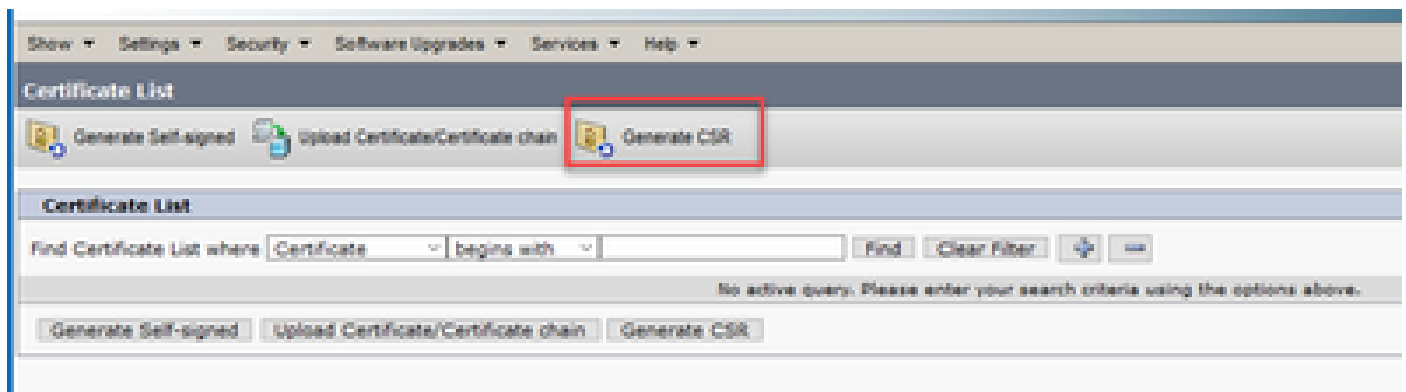 Show Settings Security Software Upgrades Services Help
Certificate List
Generate Self-signed Upload Certificate/Certificate chain Generate CSR
Certificate List
Find Certificate List where Certificate begins with Find Clear Filter
No active query. Please enter your search criteria using the options above.
Generate Self-signed Upload Certificate/Certificate chain Generate CSR